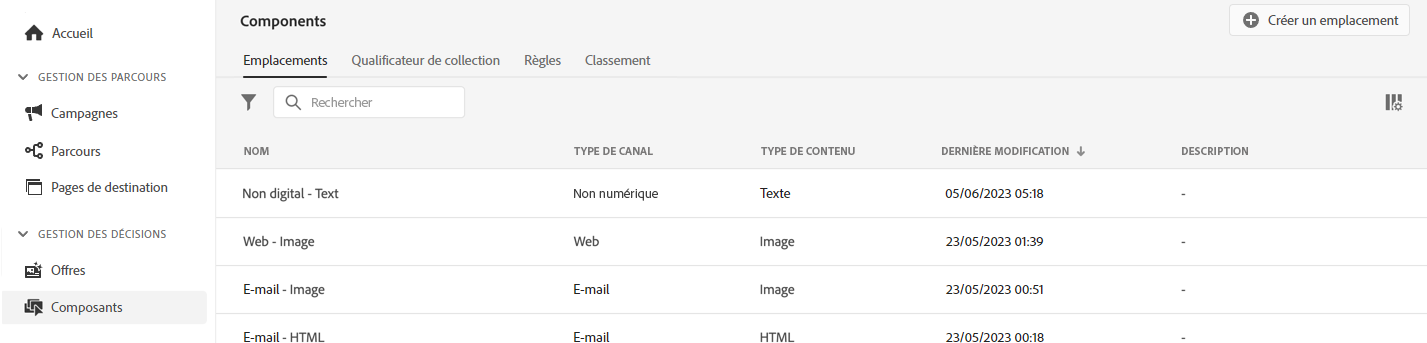 Accueil
GESTION DES PARCOURS
Campagnes
Parcours
Pages de destination
GESTION DES DÉCISIONS
Offres
Composants
Components
Créer un emplacement
Emplacements Qualificateur de collection Règles Classement
Rechercher
NOM TYPE DE CANAL TYPE DE CONTENU DERNIÈRE MODIFICATION DESCRIPTION
Non digital - Text Non numérique Texte 05/06/2023 05:18 -
Web - Image Web Image 23/05/2023 01:39 -
E-mail - Image E-mail Image 23/05/2023 00:51 -
E-mail - HTML E-mail HTML 23/05/2023 00:18 -